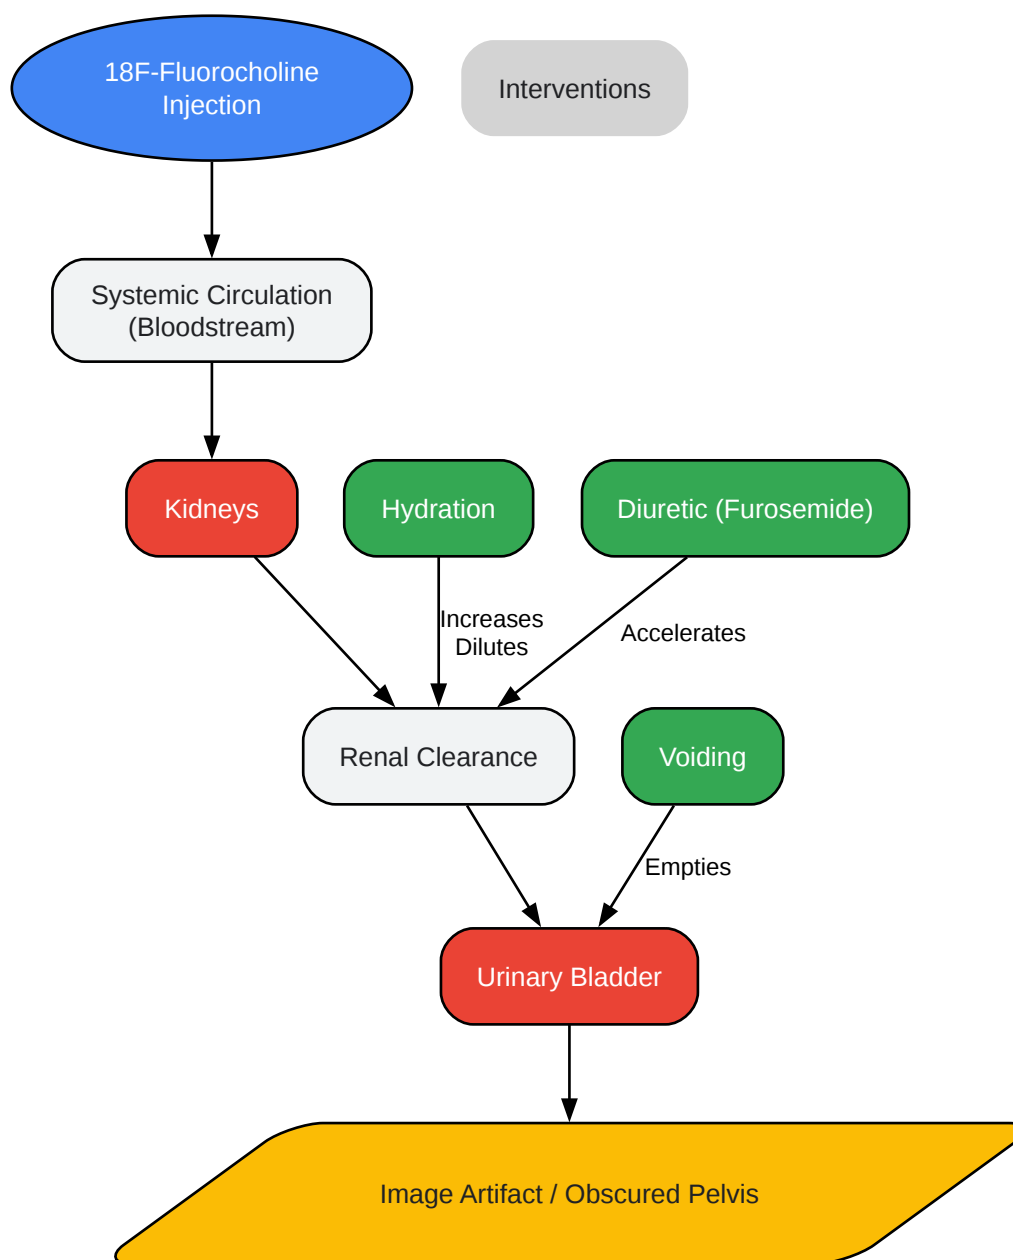 18F-Fluorocholine
Injection
Interventions
Systemic Circulation
(Bloodstream)
Kidneys
Hydration
Diuretic (Furosemide)
Increases
Dilutes
Accelerates
Renal Clearance
Voiding
Empties
Urinary Bladder
Image Artifact / Obscured Pelvis